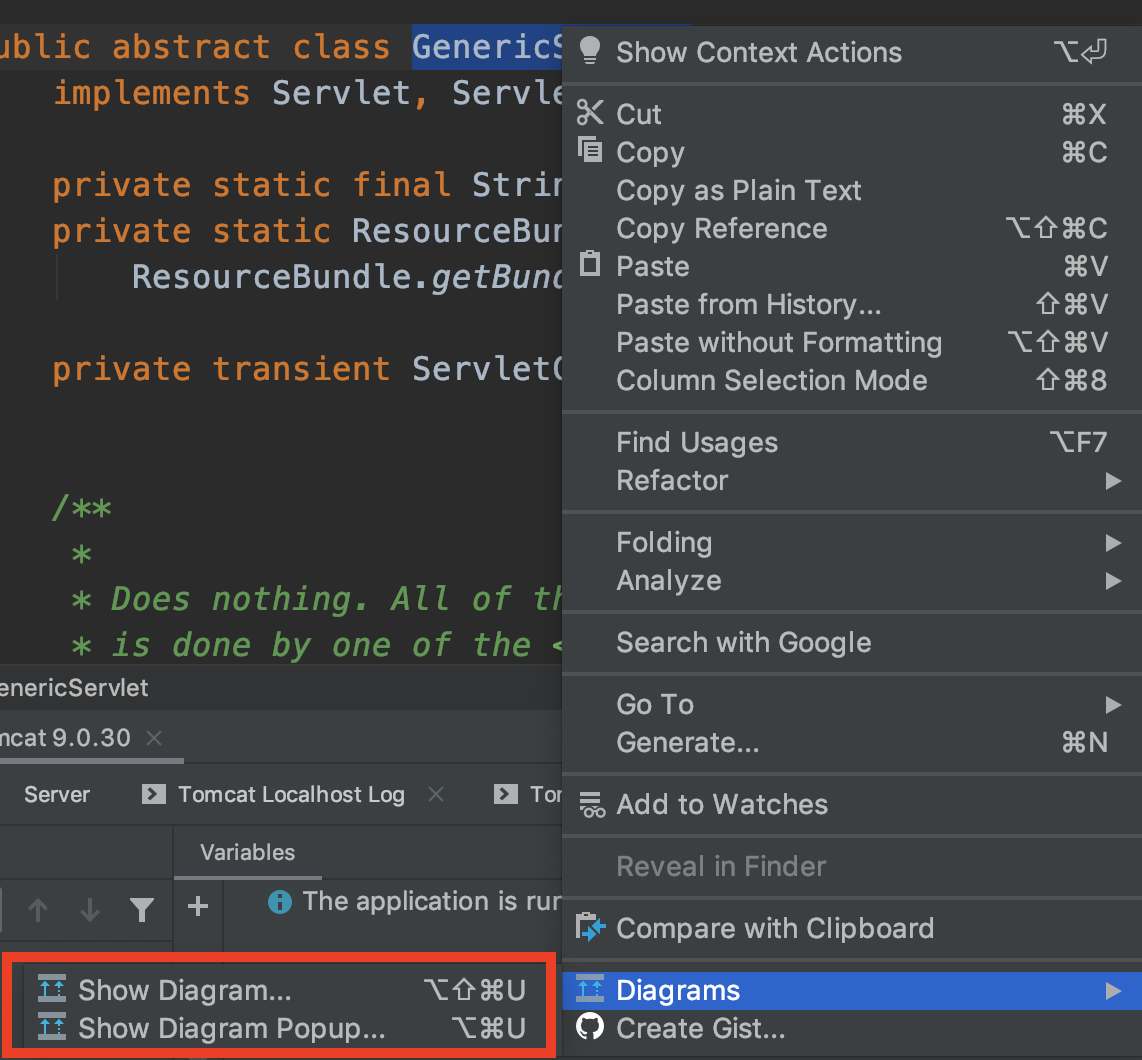 ublic abstract class GenericS
implements Servlet, Servle
private static final Strin
private static ResourceBun
ResourceBundle.getBund
private transient ServletC
/**
*
* Does nothing. All of th
* is done by one of the <
enericServlet
mcat 9.0.30
Server
Tomcat Localhost Log
Tor
Variables
The application is run
Show Context Actions ⌥⏎
Cut ⌘X
Copy ⌘C
Copy as Plain Text
Copy Reference ⌥⇧⌘C
Paste ⌘V
Paste from History... ⇧⌘V
Paste without Formatting ⌥⇧⌘V
Column Selection Mode ⇧⌘8
Find Usages ⌥F7
Refactor
Folding
Analyze
Search with Google
Go To
Generate... ⌘N
Add to Watches
Reveal in Finder
Compare with Clipboard
Diagrams
Create Gist...
Show Diagram... ⌥⇧⌘U
Show Diagram Popup... ⌥⌘U